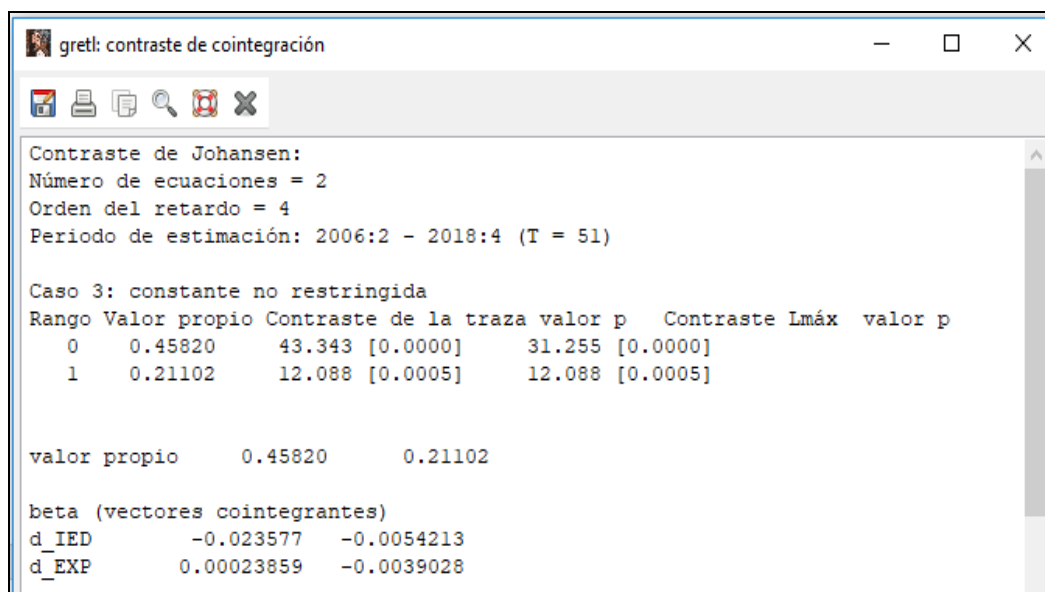 gretl: contraste de cointegración
Contraste de Johansen:
Número de ecuaciones = 2
Orden del retardo = 4
Periodo de estimación: 2006:2 - 2018:4 (T = 51)
Caso 3: constante no restringida
Rango Valor propio Contraste de la traza valor p Contraste Lmáx valor p
0 0.45820 43.343 [0.0000] 31.255 [0.0000]
1 0.21102 12.088 [0.0005] 12.088 [0.0005]
valor propio 0.45820 0.21102
beta (vectores cointegrantes)
d_IED -0.023577 -0.0054213
d_EXP 0.00023859 -0.0039028